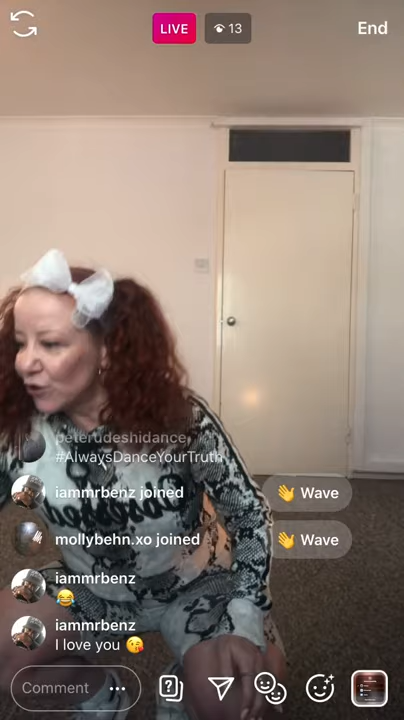 LIVE
13
End
peterudeshidance
#AlwaysDanceYourTruth
iammrbenz joined
Wave
mollybehn.xo joined
Wave
iammrbenz
😂
iammrbenz
I love you 😘
Comment